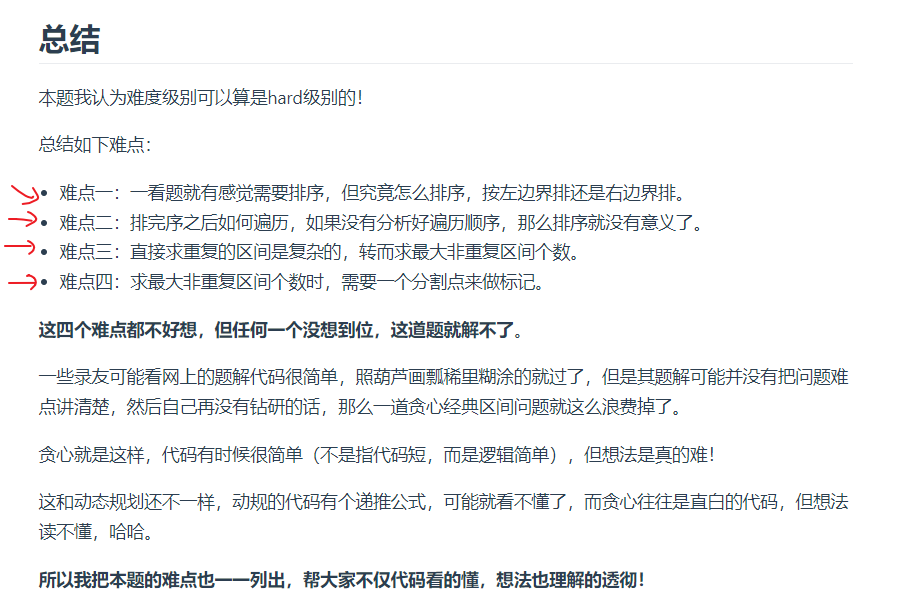 总结
本题我认为难度级别可以算是hard级别的！
总结如下难点：
难点一：一看题就有感觉需要排序，但究竟怎么排序，按左边界排还是右边界排。
难点二：排完序之后如何遍历，如果没有分析好遍历顺序，那么排序就没有意义了。
难点三：直接求重复的区间是复杂的，转而求最大非重复区间个数。
难点四：求最大非重复区间个数时，需要一个分割点来做标记。
这四个难点都不好想，但任何一个没想到位，这道题就解不了。
一些录友可能看网上的题解代码很简单，照葫芦画瓢稀里糊涂的就过了，但是其题解可能并没有把问题难
点讲清楚，然后自己再没有钻研的话，那么一道贪心经典区间问题就这么浪费掉了。
贪心就是这样，代码有时候很简单（不是指代码短，而是逻辑简单），但想法是真的难！
这和动态规划还不一样，动规的代码有个递推公式，可能就看不懂了，而贪心往往是直白的代码，但想法
读不懂，哈哈。
所以我把本题的难点也一一列出，帮大家不仅代码看的懂，想法也理解的透彻！